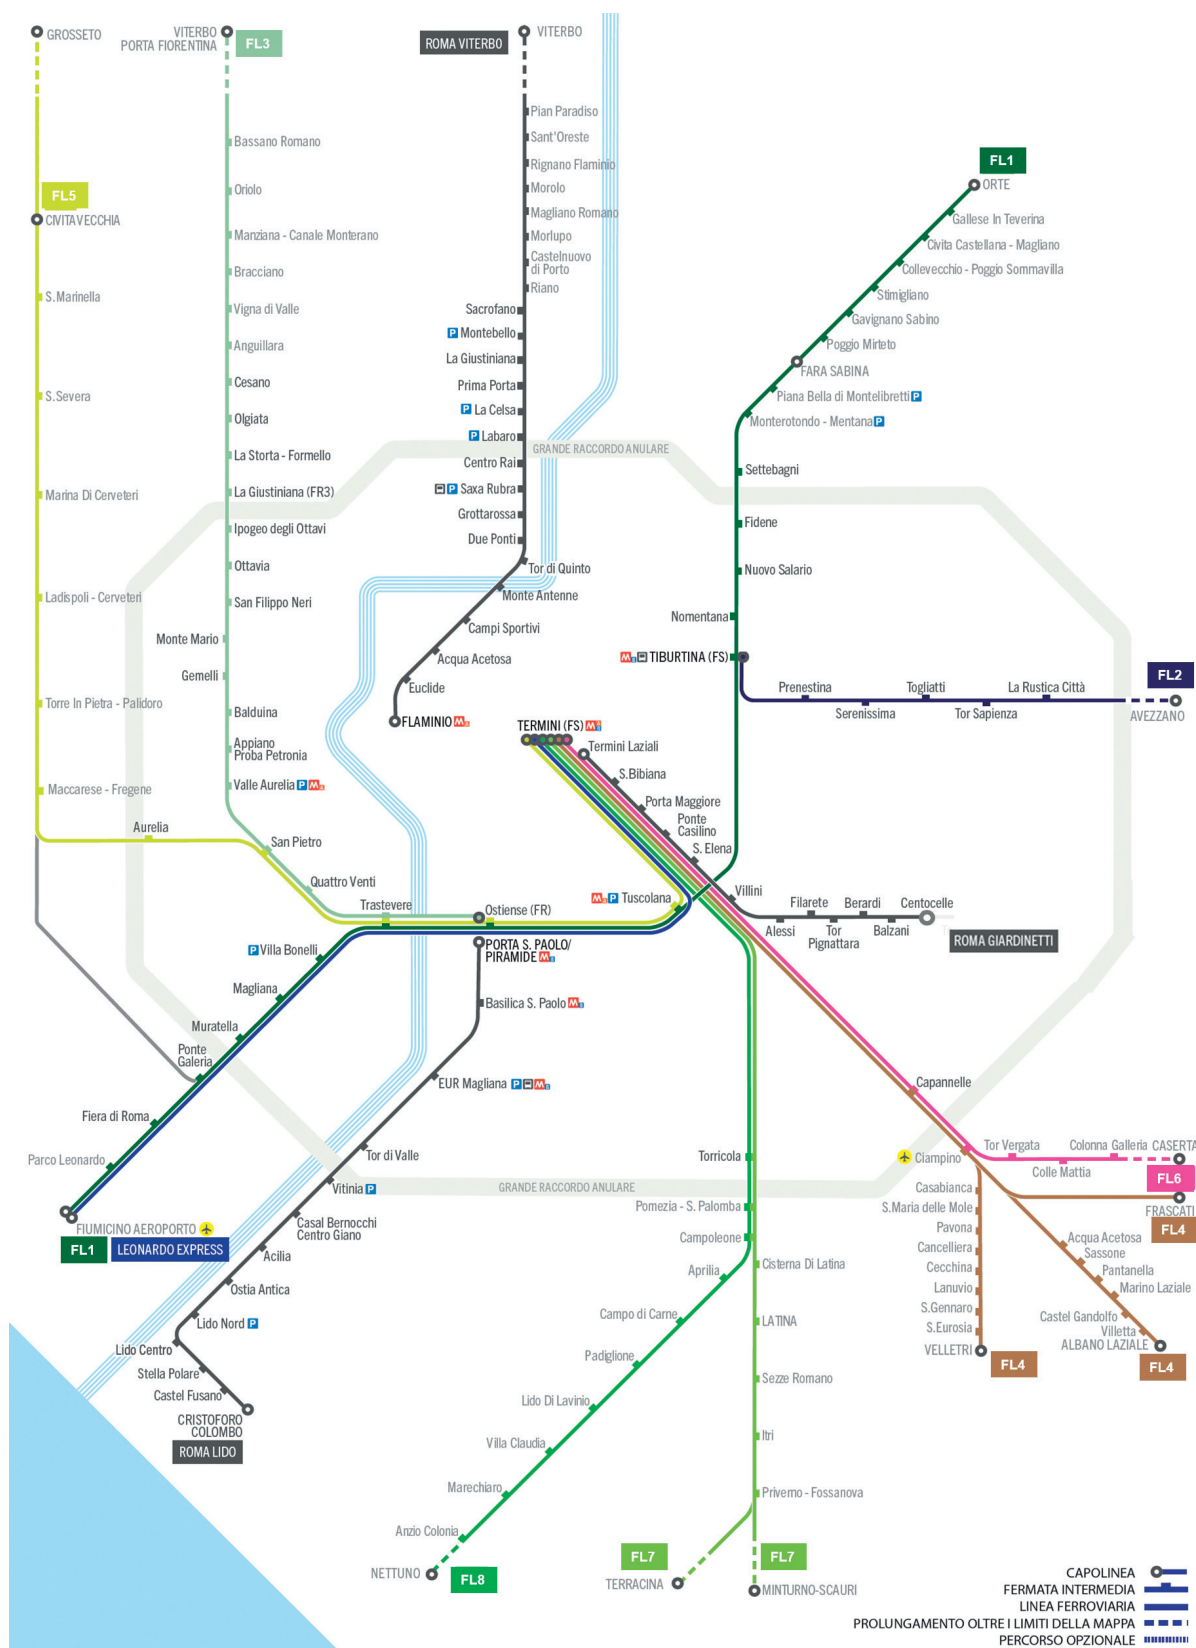 GROSSETO
VITERBO
PORTA FIORENTINA
FL3
ROMA VITERBO
VITERBO
FL5
CIVITAVECCHIA
S.Marinella
S.Severa
Marina Di Cerveteri
Ladispoli - Cerveteri
Torre In Pietra - Palidoro
Maccarese - Fregene
Aurelia
Bassano Romano
Oriolo
Manziana - Canale Monterano
Bracciano
Vigna di Valle
Anguillara
Cesano
Olgiata
La Storta - Formello
La Giustiniana (FR3)
Ipogeo degli Ottavi
Ottavia
San Filippo Neri
Monte Mario
Gemelli
Balduina
Appiano
Proba Petronia
Valle Aurelia P M
San Pietro
Quattro Venti
Trastevere
Ostiense (FR)
Pian Paradiso
Sant'Oreste
Rignano Flaminio
Morolo
Magliano Romano
Morlupo
Castelnuovo
di Porto
Riano
Sacrofano
P Montebello
La Giustiniana
Prima Porta
P La Celsa
P Labaro
Centro Rai
P Saxa Rubra
Grottarossa
Due Ponti
Tor di Quinto
Monte Antenne
Campi Sportivi
Acqua Acetosa
Euclide
FLAMINIO M
GRANDE RACCORDO ANULARE
FL1
ORTE
Gallese In Teverina
Civita Castellana - Magliano
Collevecchio - Poggio Sommavilla
Stimigliano
Gavignano Sabino
Poggio Mirteto
FARA SABINA
Piana Bella di Montelibretti P
Monterotondo - Mentana P
Settebagni
Fidene
Nuovo Salario
Nomentana
M TIBURTINA (FS)
FL2
Prenestina
Serenissima
Togliatti
Tor Sapienza
La Rustica Città
AVEZZANO
TERMINI (FS) M
Termini Laziali
S.Bibiana
Porta Maggiore
Ponte
Casilino
S. Elena
Villini
Alessi
Filarete
Tor
Pignattara
Berardi
Balzani
Centocelle
ROMA GIARDINETTI
M P Tuscolana
PORTA S. PAOLO/
PIRAMIDE M
Basilica S. Paolo M
EUR Magliana P M
Tor di Valle
Vitinia P
Casal Bernocchi
Centro Giano
Acilia
Ostia Antica
Lido Nord P
Lido Centro
Stella Polare
Castel Fusano
CRISTOFORO
COLOMBO
ROMA LIDO
P Villa Bonelli
Magliana
Muratella
Ponte
Galeria
Fiera di Roma
Parco Leonardo
FIUMICINO AEROPORTO
FL1
LEONARDO EXPRESS
GRANDE RACCORDO ANULARE
Capannelle
Ciampino
Tor Vergata
Colle Mattia
Colonna Galleria
CASERTA
FL6
FRASCATI
FL4
Casabianca
S.Maria delle Mole
Pavona
Cancelliera
Cecchina
Lanuvio
S.Gennaro
S.Eurosia
VELLETRI
FL4
Acqua Acetosa
Sassone
Pantanella
Marino Laziale
Castel Gandolfo
Villetta
ALBANO LAZIALE
FL4
Torricola
Pomezia - S. Palomba
Campoleone
Aprilia
Campo di Carne
Padiglione
Lido Di Lavinio
Villa Claudia
Marechiaro
Anzio Colonia
NETTUNO
FL8
Cisterna Di Latina
LATINA
Sezze Romano
Itri
Priverno - Fossanova
FL7
TERRACINA
FL7
MINTURNO-SCAURI
CAPOLINEA
FERMATA INTERMEDIA
LINEA FERROVIARIA
PROLUNGAMENTO OLTRE I LIMITI DELLA MAPPA
PERCORSO OPZIONALE